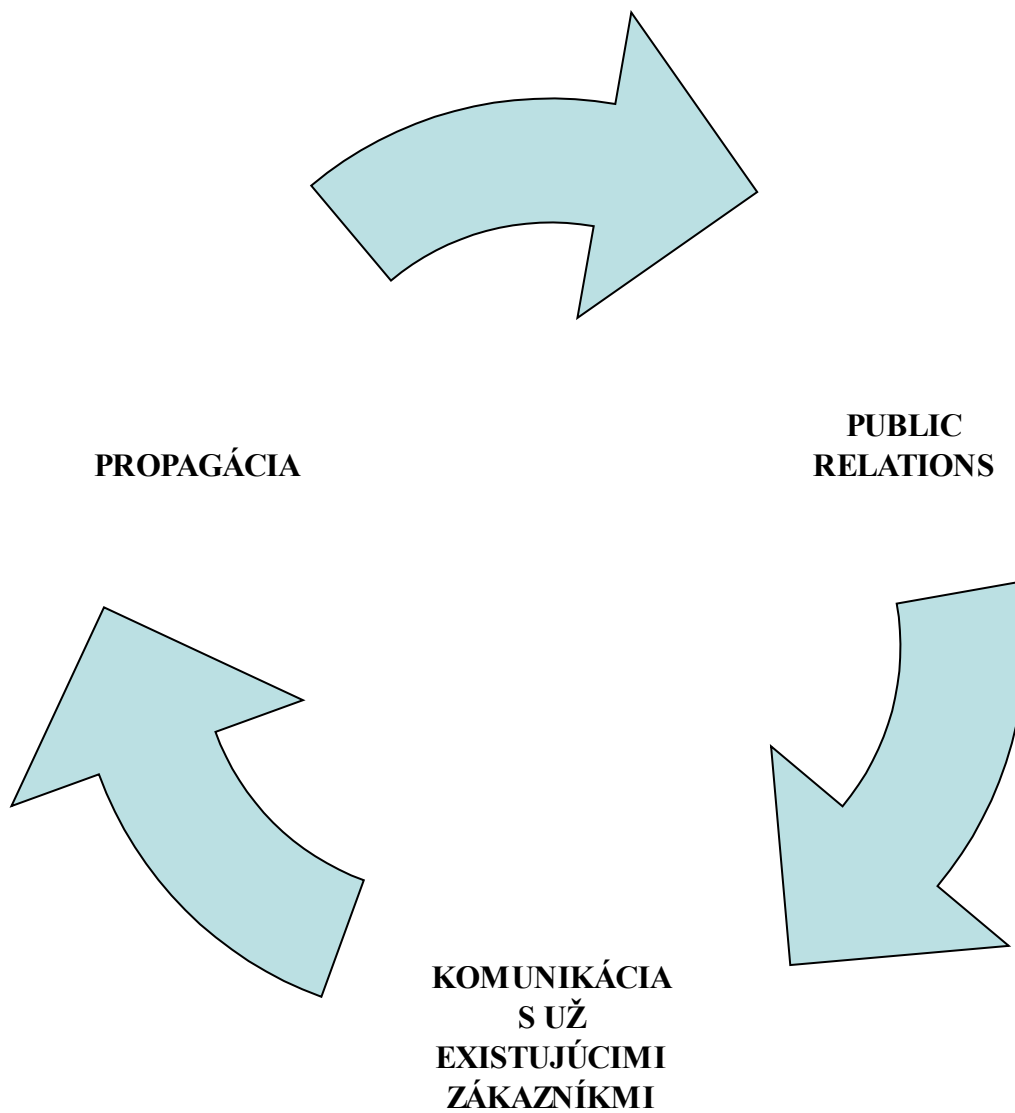 PROPAGÁCIA
PUBLIC
RELATIONS
KOMUNIKÁCIA
S UŽ
EXISTUJÚCIMI
ZÁKAZNÍKMI